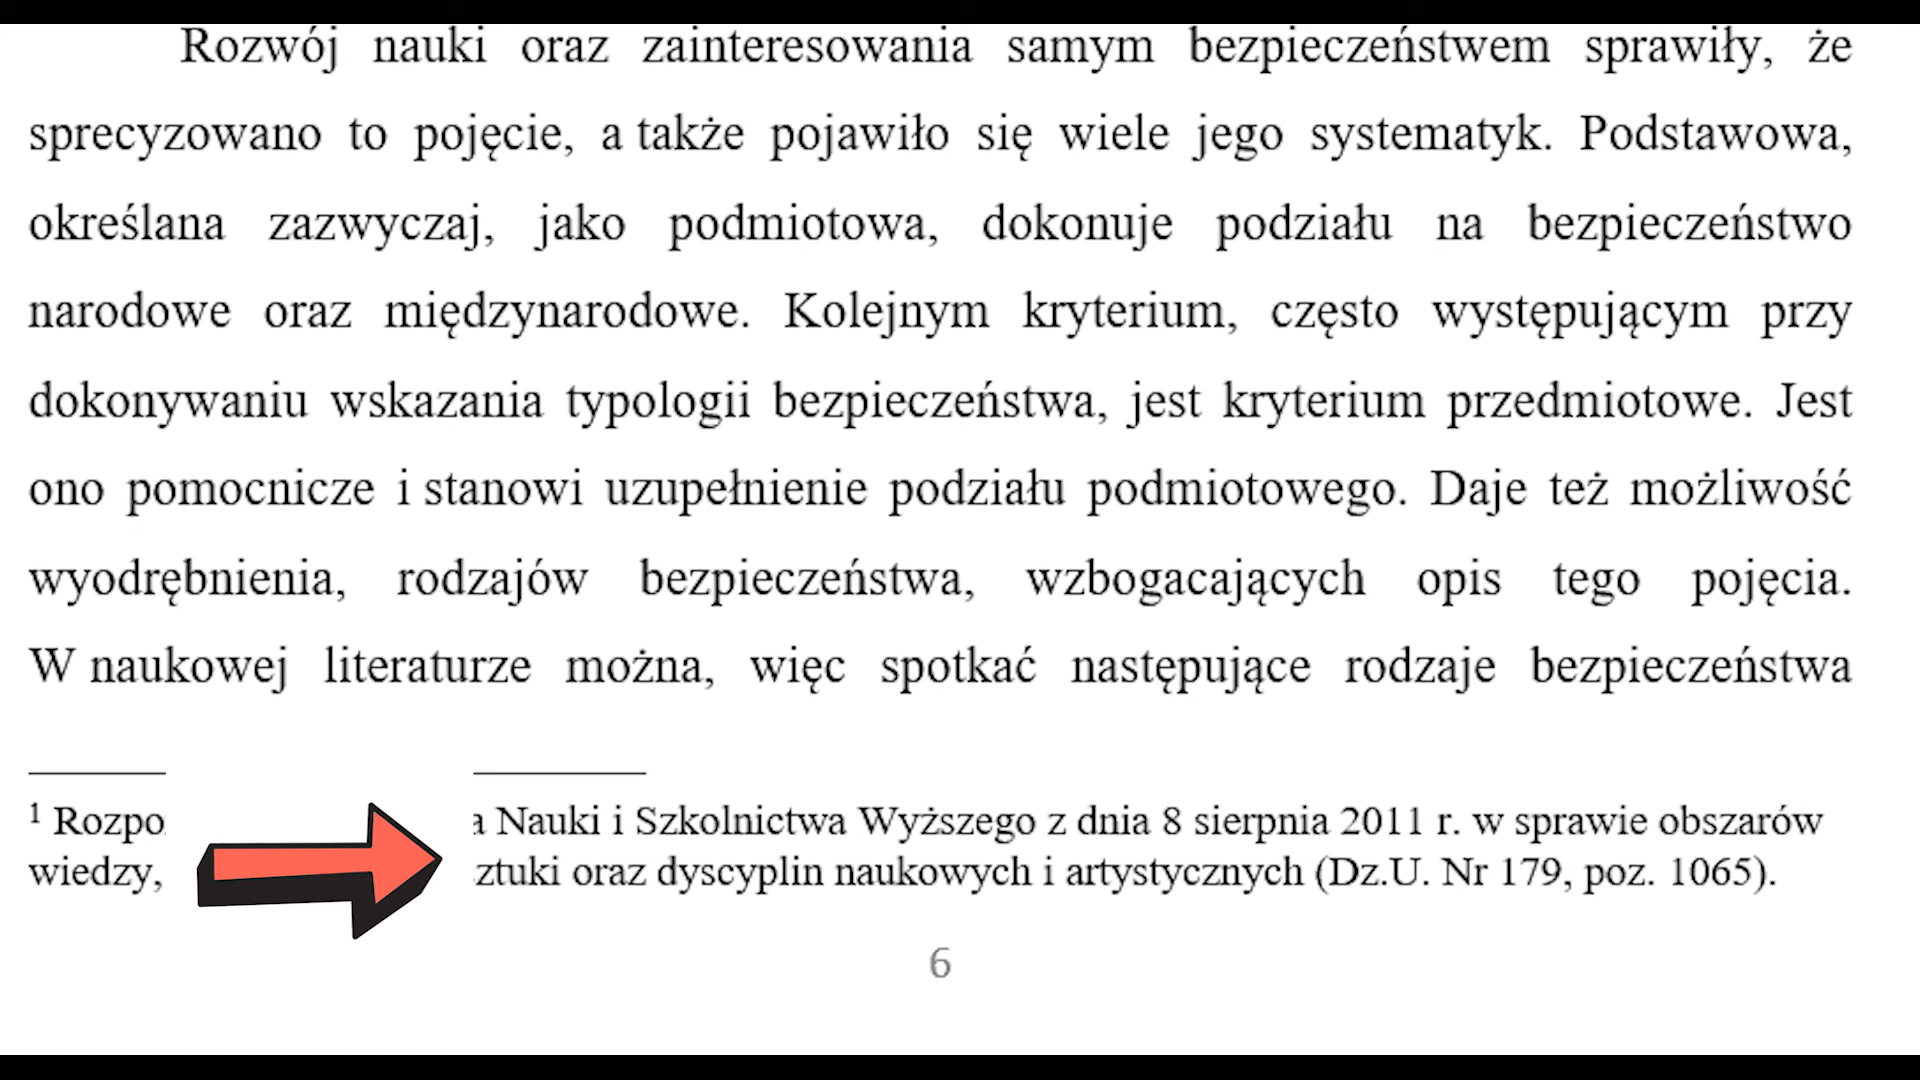 Rozwój nauki oraz zainteresowania samym bezpieczeństwem sprawiły, że
sprecyzowano to pojęcie, a także pojawiło się wiele jego systematyk. Podstawowa,
określana zazwyczaj, jako podmiotowa, dokonuje podziału na bezpieczeństwo
narodowe oraz międzynarodowe. Kolejnym kryterium, często występującym przy
dokonywaniu wskazania typologii bezpieczeństwa, jest kryterium przedmiotowe. Jest
ono pomocnicze i stanowi uzupełnienie podziału podmiotowego. Daje też możliwość
wyodrębnienia, rodzajów bezpieczeństwa, wzbogacających opis tego pojęcia.
W naukowej literaturze można, więc spotkać następujące rodzaje bezpieczeństwa
1 Rozpo a Nauki i Szkolnictwa Wyższego z dnia 8 sierpnia 2011 r. w sprawie obszarów
wiedzy, ztuki oraz dyscyplin naukowych i artystycznych (Dz.U. Nr 179, poz. 1065).
6